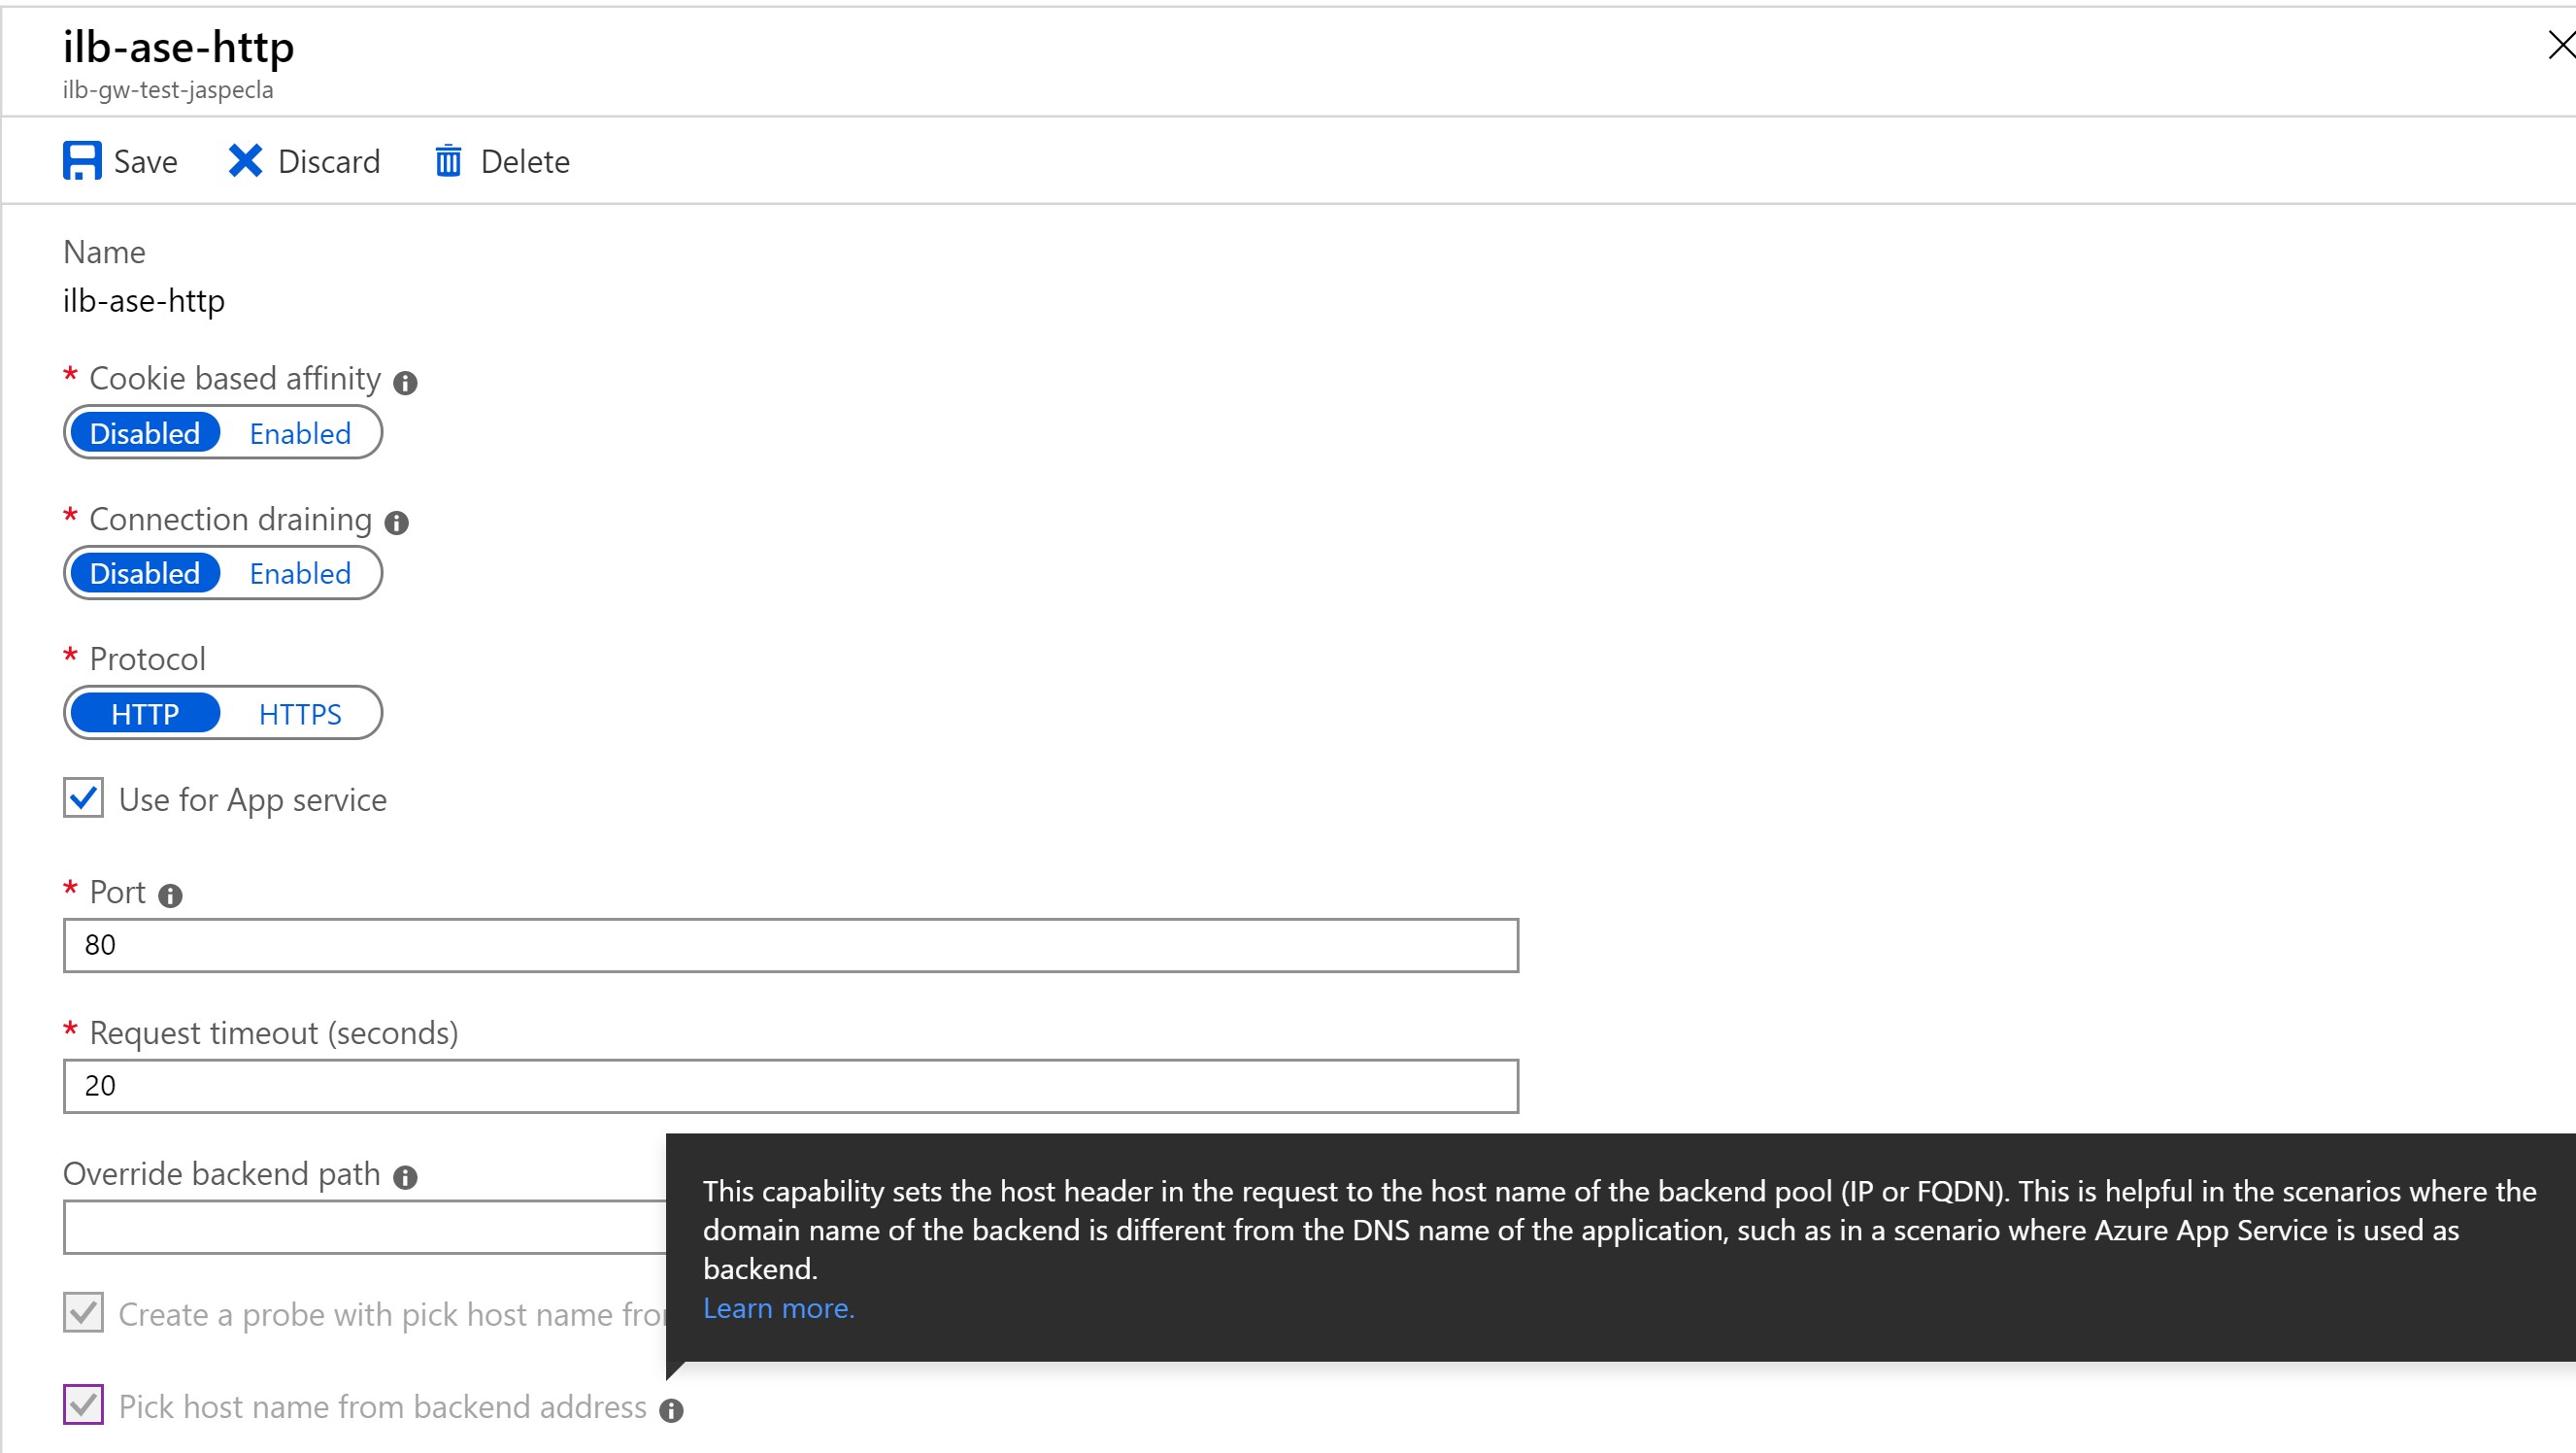 ilb-ase-http
ilb-gw-test-jaspecla
Save Discard Delete
Name
ilb-ase-http
* Cookie based affinity
Disabled Enabled
* Connection draining
Disabled Enabled
* Protocol
HTTP HTTPS
Use for App service
* Port
80
* Request timeout (seconds)
20
Override backend path
This capability sets the host header in the request to the host name of the backend pool (IP or FQDN). This is helpful in the scenarios where the
domain name of the backend is different from the DNS name of the application, such as in a scenario where Azure App Service is used as
backend.
Learn more.
Create a probe with pick host name from
Pick host name from backend address